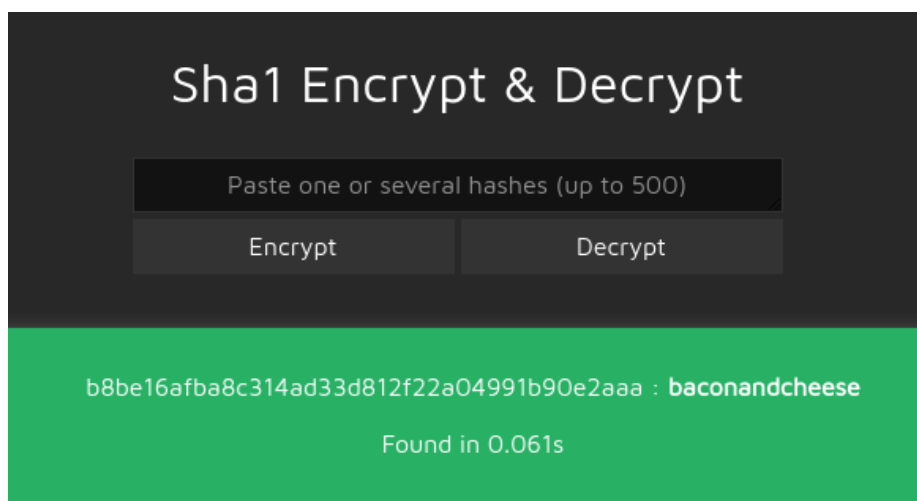 Sha1 Encrypt & Decrypt
Paste one or several hashes (up to 500)
Encrypt
Decrypt
b8be16afba8c314ad33d812f22a04991b90e2aaa : baconandcheese
Found in 0.061s